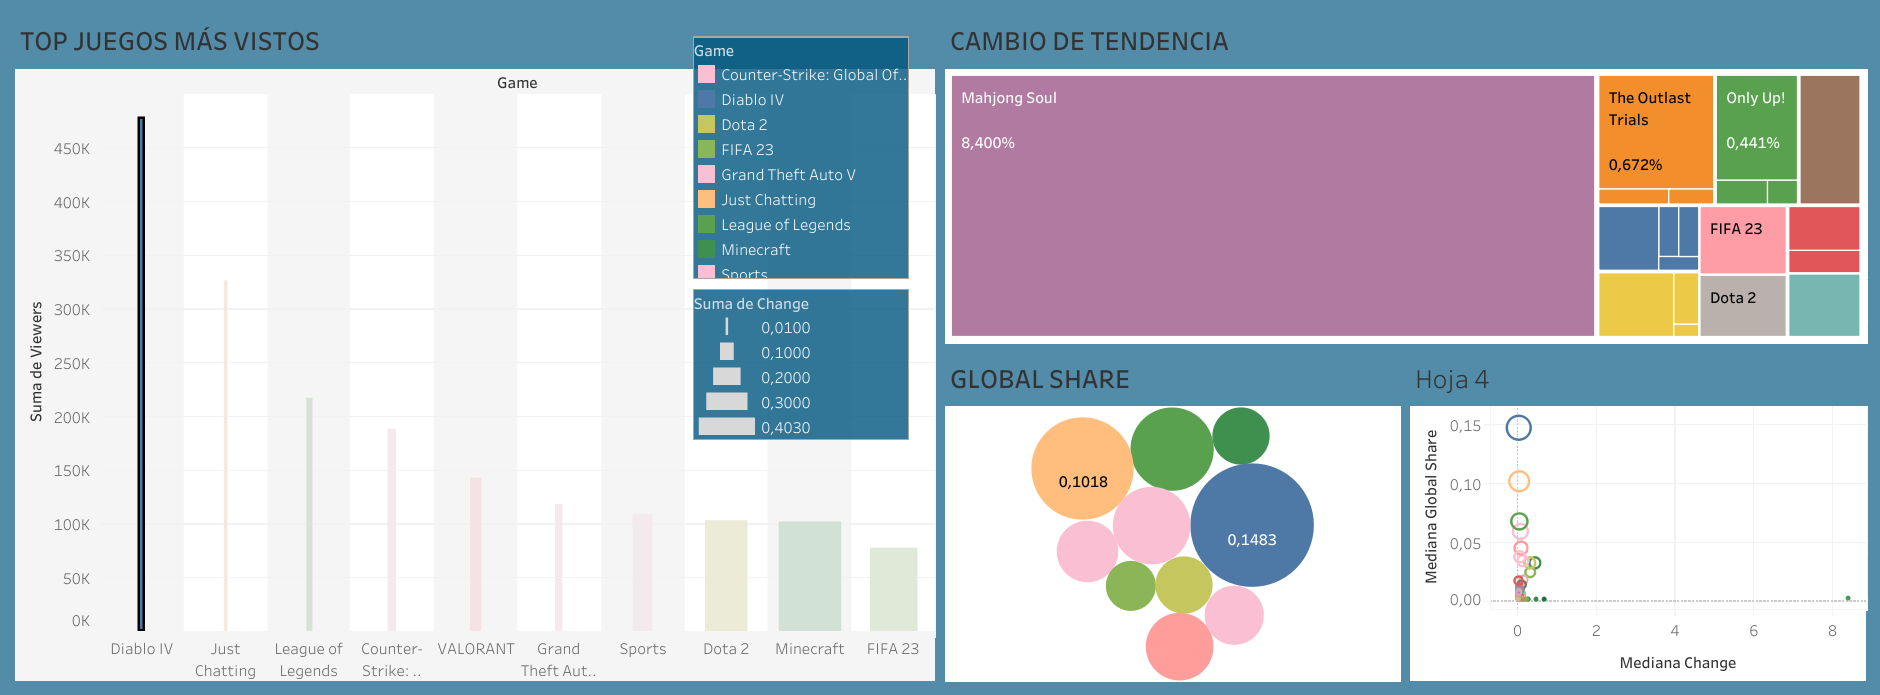 TOP JUEGOS MÁS VISTOS
Game
Suma de Viewers
450K
400K
350K
300K
250K
200K
150K
100K
50K
0K
Diablo IV
Just
Chatting
League of
Legends
Counter-
Strike: ..
VALORANT
Grand
Theft Aut..
Sports
Dota 2
Minecraft
FIFA 23
Game
Counter-Strike: Global Of..
Diablo IV
Dota 2
FIFA 23
Grand Theft Auto V
Just Chatting
League of Legends
Minecraft
Sports
Suma de Change
0,0100
0,1000
0,2000
0,3000
0,4030
CAMBIO DE TENDENCIA
Mahjong Soul
8,400%
The Outlast
Trials
0,672%
Only Up!
0,441%
FIFA 23
Dota 2
GLOBAL SHARE
0,1018
0,1483
Hoja 4
Mediana Global Share
0,15
0,10
0,05
0,00
0
2
4
6
8
Mediana Change